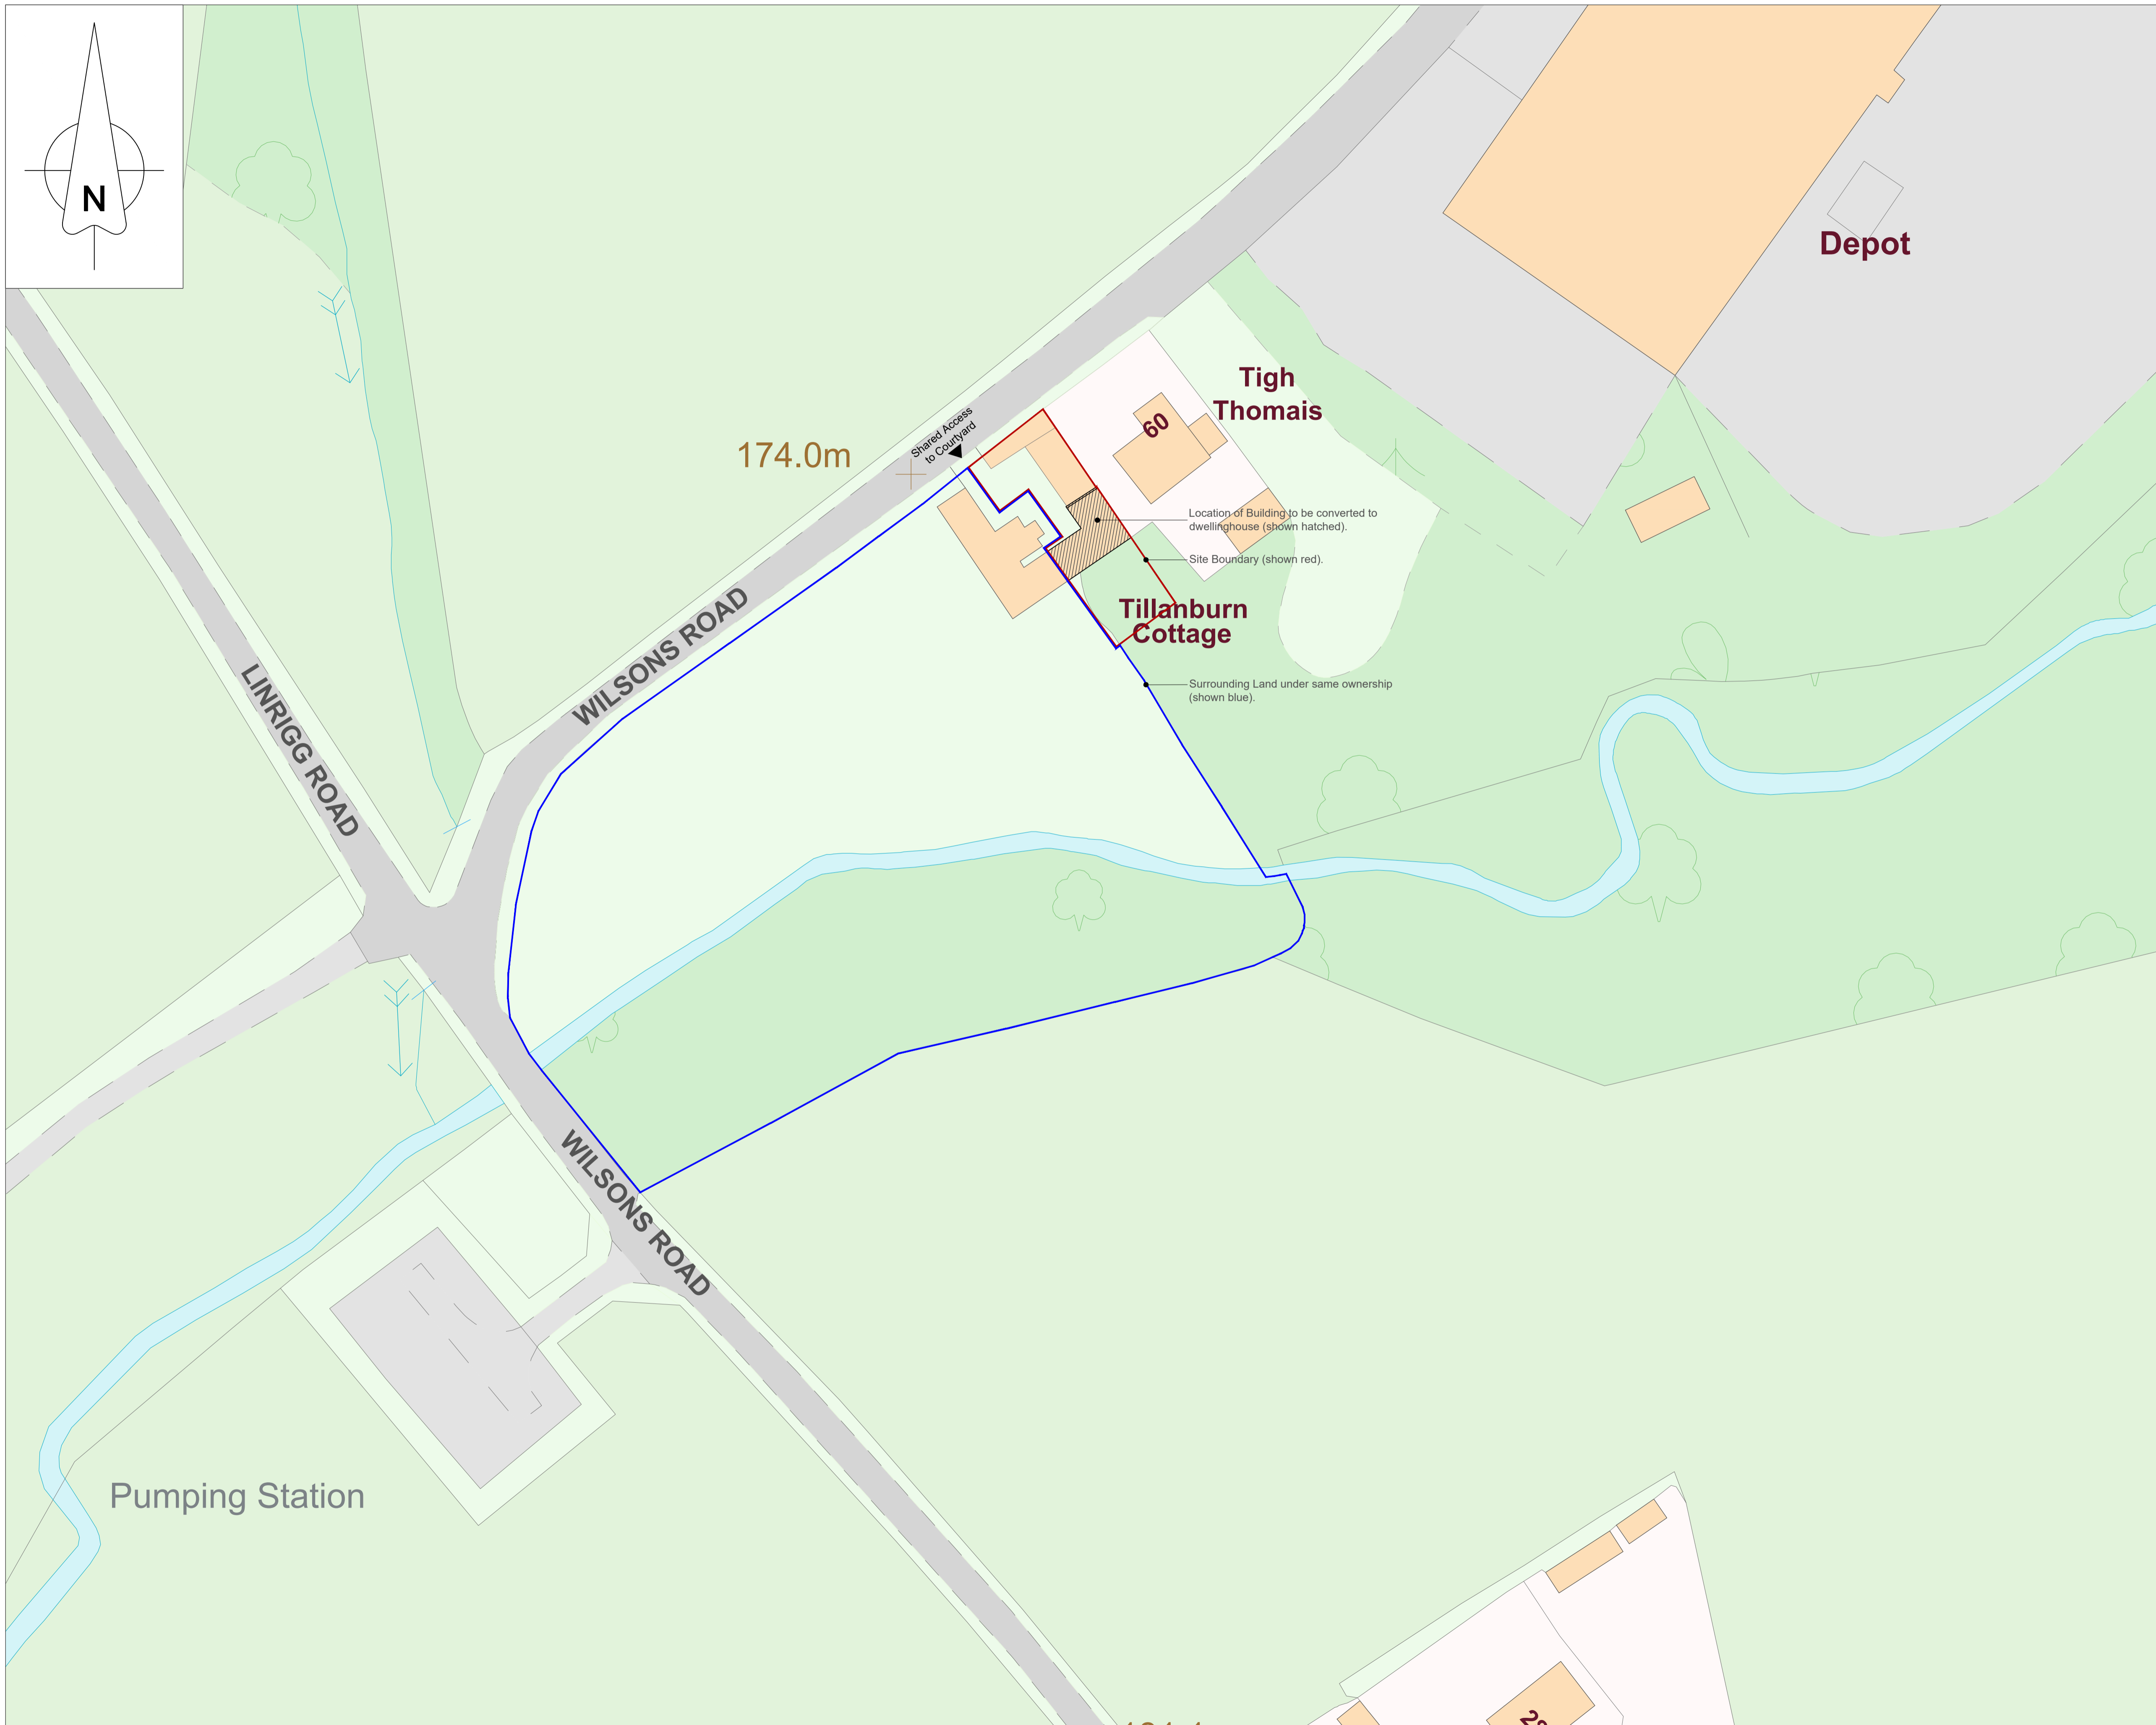 N
Depot
Tigh
Thomais
60
Shared Access
to Courtyard
174.0m
Location of Building to be converted to
dwellinghouse (shown hatched).
Site Boundary (shown red).
Tillanburn
Cottage
WILSONS ROAD
LINRIGG ROAD
Surrounding Land under same ownership
(shown blue).
WILSONS ROAD
Pumping Station